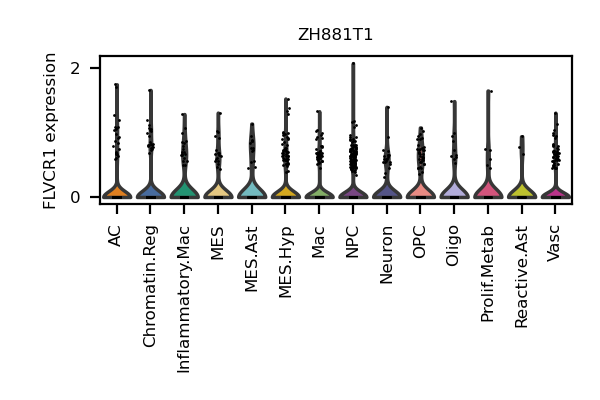 ZH881T1
FLVCR1 expression
2
0
AC
Chromatin.Reg
Inflammatory.Mac
MES
MES.Ast
MES.Hyp
Mac
NPC
Neuron
OPC
Oligo
Prolif.Metab
Reactive.Ast
Vasc